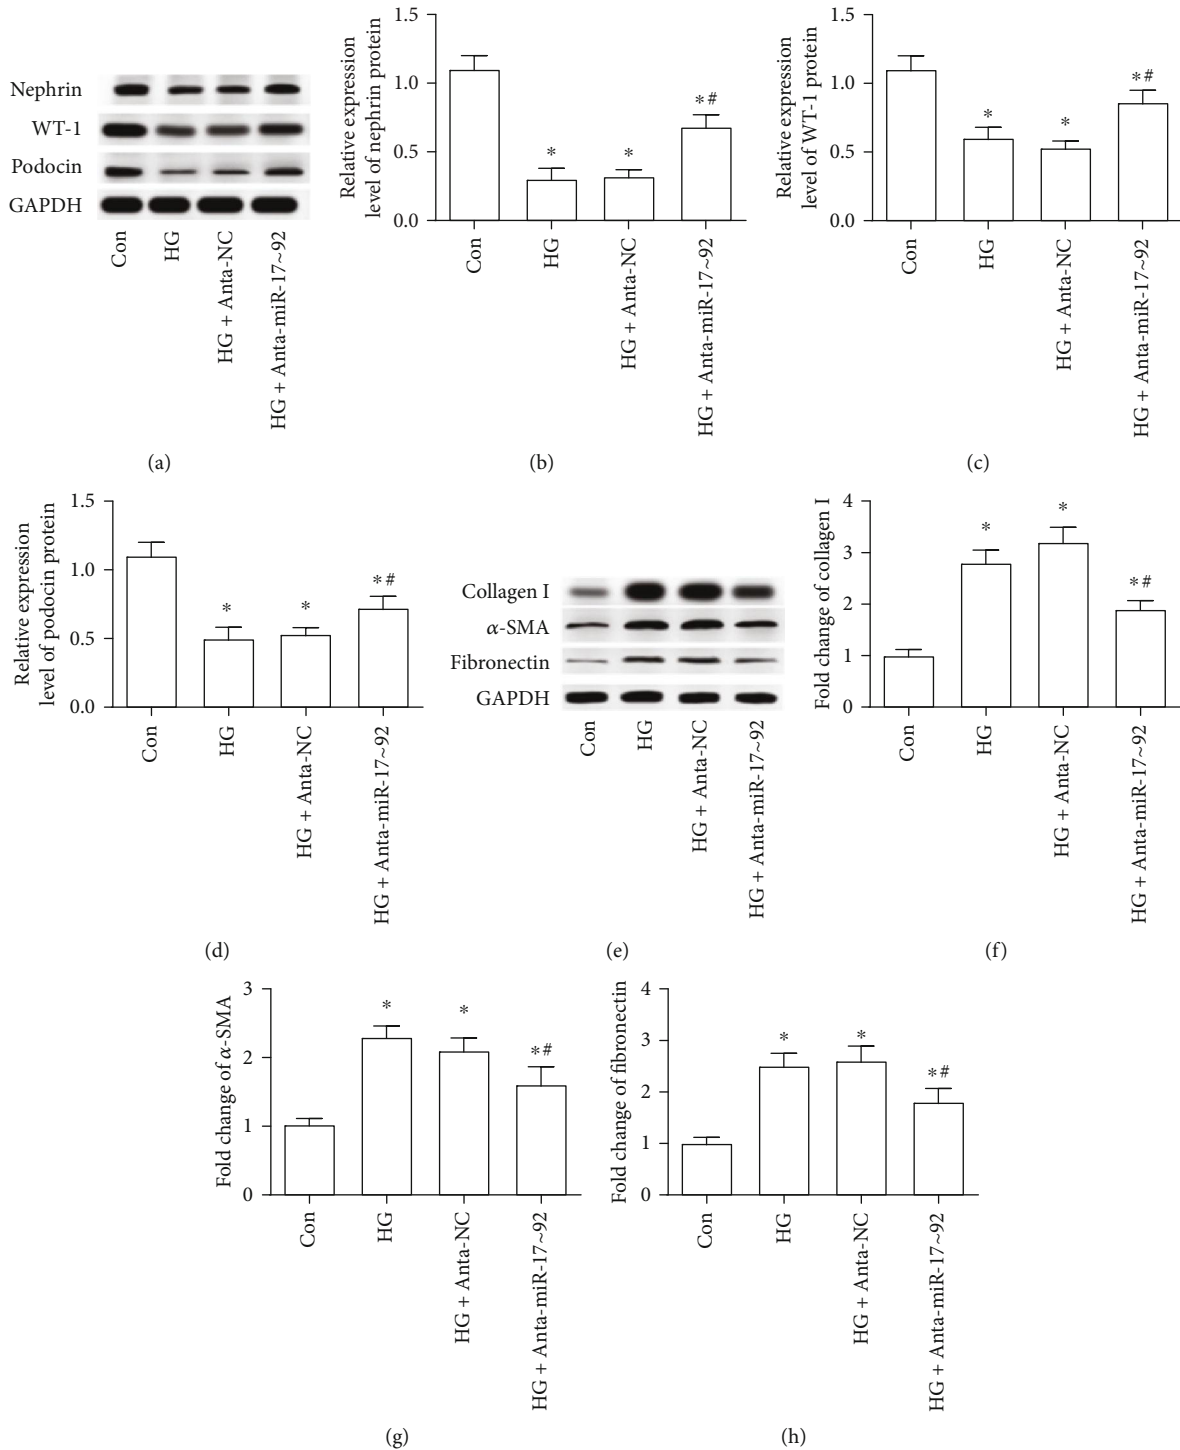 Nephrin
WT-1
Podocin
GAPDH
Con
HG
HG + Anta-NC
HG + Anta-miR-17~92
(a)
Relative expression
level of nephrin protein
1.5
1.0
0.5
0.0
*
*
*#
Con
HG
HG + Anta-NC
HG + Anta-miR-17~92
(b)
Relative expression
level of WT-1 protein
1.5
1.0
0.5
0.0
*
*
*#
Con
HG
HG + Anta-NC
HG + Anta-miR-17~92
(c)
Relative expression
level of podocin protein
1.5
1.0
0.5
0.0
*
*
*#
Con
HG
HG + Anta-NC
HG + Anta-miR-17~92
(d)
Collagen I
α-SMA
Fibronectin
GAPDH
Con
HG
HG + Anta-NC
HG + Anta-miR-17~92
(e)
Fold change of collagen I
4
3
2
1
0
*
*
*#
Con
HG
HG + Anta-NC
HG + Anta-miR-17~92
(f)
Fold change of α-SMA
3
2
1
0
*
*
*#
Con
HG
HG + Anta-NC
HG + Anta-miR-17~92
(g)
Fold change of fibronectin
4
3
2
1
0
*
*
*#
Con
HG
HG + Anta-NC
HG + Anta-miR-17~92
(h)